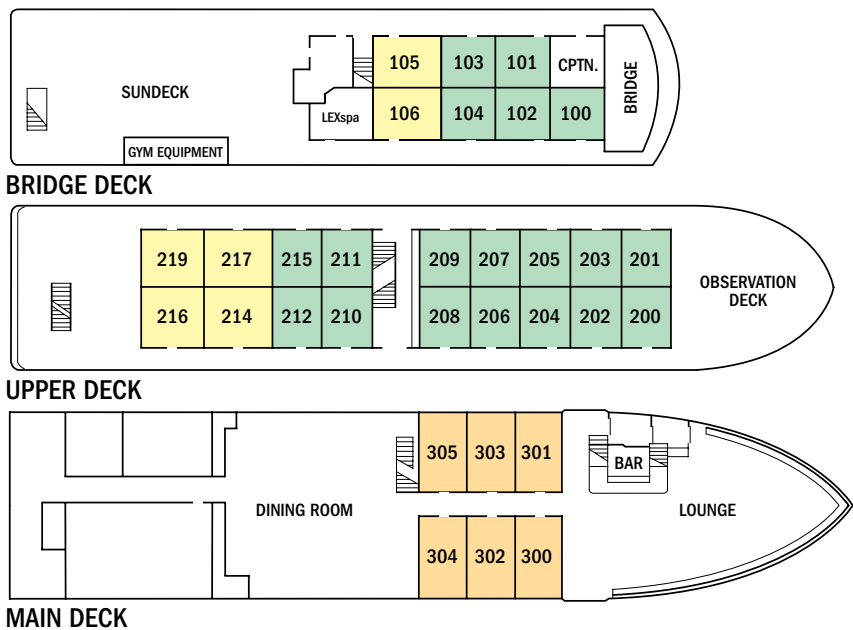 SUNDECK
105
103
101
CPTN.
BRIDGE
LEXspa
106
104
102
100
GYM EQUIPMENT
BRIDGE DECK
219
217
215
211
209
207
205
203
201
216
214
212
210
208
206
204
202
200
OBSERVATION
DECK
UPPER DECK
305
303
301
BAR
DINING ROOM
LOUNGE
304
302
300
MAIN DECK